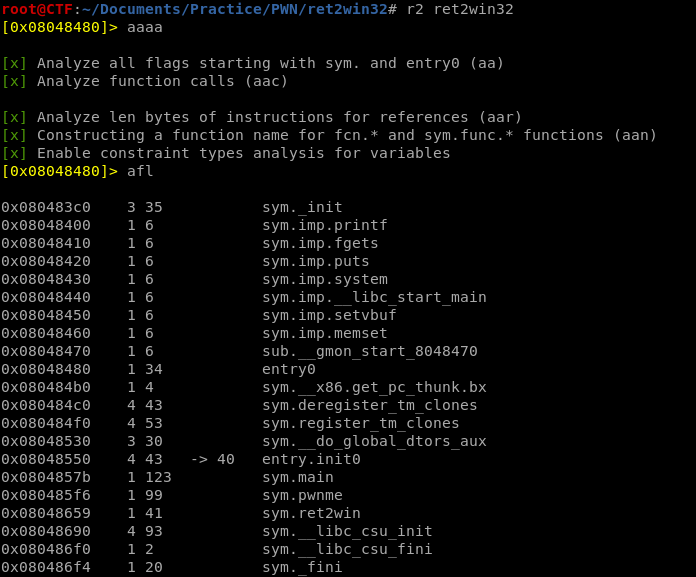 root@CTF:~/Documents/Practice/PWN/ret2win32# r2 ret2win32
[0x08048480]> aaaa
[x] Analyze all flags starting with sym. and entry0 (aa)
[x] Analyze function calls (aac)
[x] Analyze len bytes of instructions for references (aar)
[x] Constructing a function name for fcn.* and sym.func.* functions (aan)
[x] Enable constraint types analysis for variables
[0x08048480]> afl
0x080483c0    3 35           sym._init
0x08048400    1 6            sym.imp.printf
0x08048410    1 6            sym.imp.fgets
0x08048420    1 6            sym.imp.puts
0x08048430    1 6            sym.imp.system
0x08048440    1 6            sym.imp.__libc_start_main
0x08048450    1 6            sym.imp.setvbuf
0x08048460    1 6            sym.imp.memset
0x08048470    1 6            sub.__gmon_start_8048470
0x08048480    1 34           entry0
0x080484b0    1 4            sym.__x86.get_pc_thunk.bx
0x080484c0    4 43           sym.deregister_tm_clones
0x080484f0    4 53           sym.register_tm_clones
0x08048530    3 30           sym.__do_global_dtors_aux
0x08048550    4 43   -> 40   entry.init0
0x0804857b    1 123          sym.main
0x080485f6    1 99           sym.pwnme
0x08048659    1 41           sym.ret2win
0x08048690    4 93           sym.__libc_csu_init
0x080486f0    1 2            sym.__libc_csu_fini
0x080486f4    1 20           sym._fini